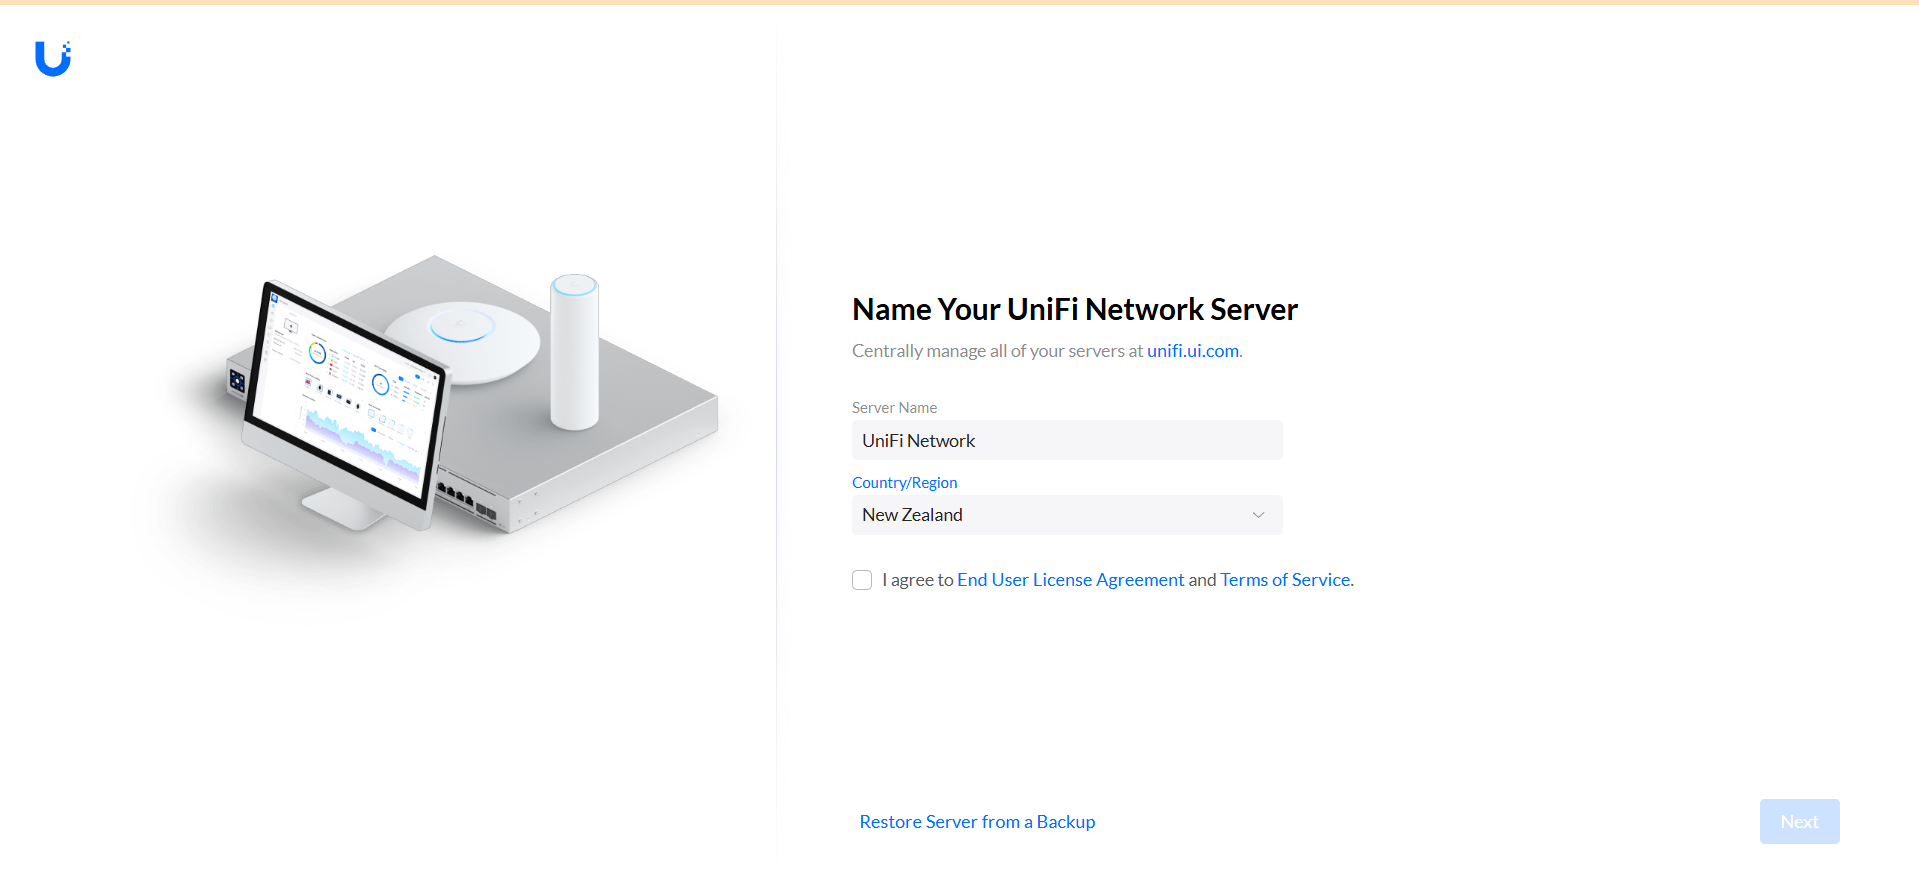 Name Your UniFi Network Server
Centrally manage all of your servers at unifi.ui.com.
Server Name
UniFi Network
Country/Region
New Zealand
I agree to End User License Agreement and Terms of Service.
Restore Server from a Backup
Next